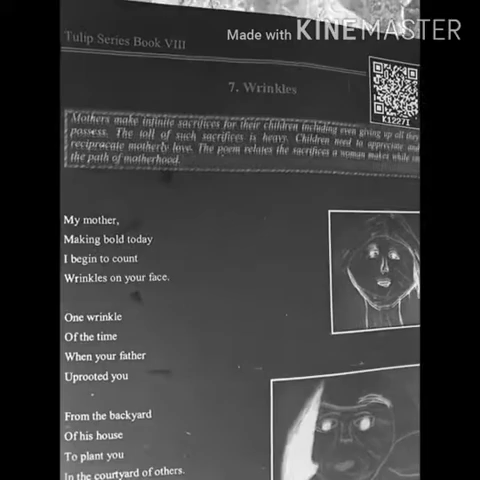 Made with KINEMASTER
Tulip Series Book VIII
7. Wrinkles
K1227I
Mothers make infinite sacrifices for their children including even giving up all they
possess. The toll of such sacrifices is heavy. Children need to appreciate and
reciprocate motherly love. The poem relates the sacrifices a woman makes while on
the path of motherhood.
My mother,
Making bold today
I begin to count
Wrinkles on your face.
One wrinkle
Of the time
When your father
Uprooted you
From the backyard
Of his house
To plant you
In the courtyard of others.